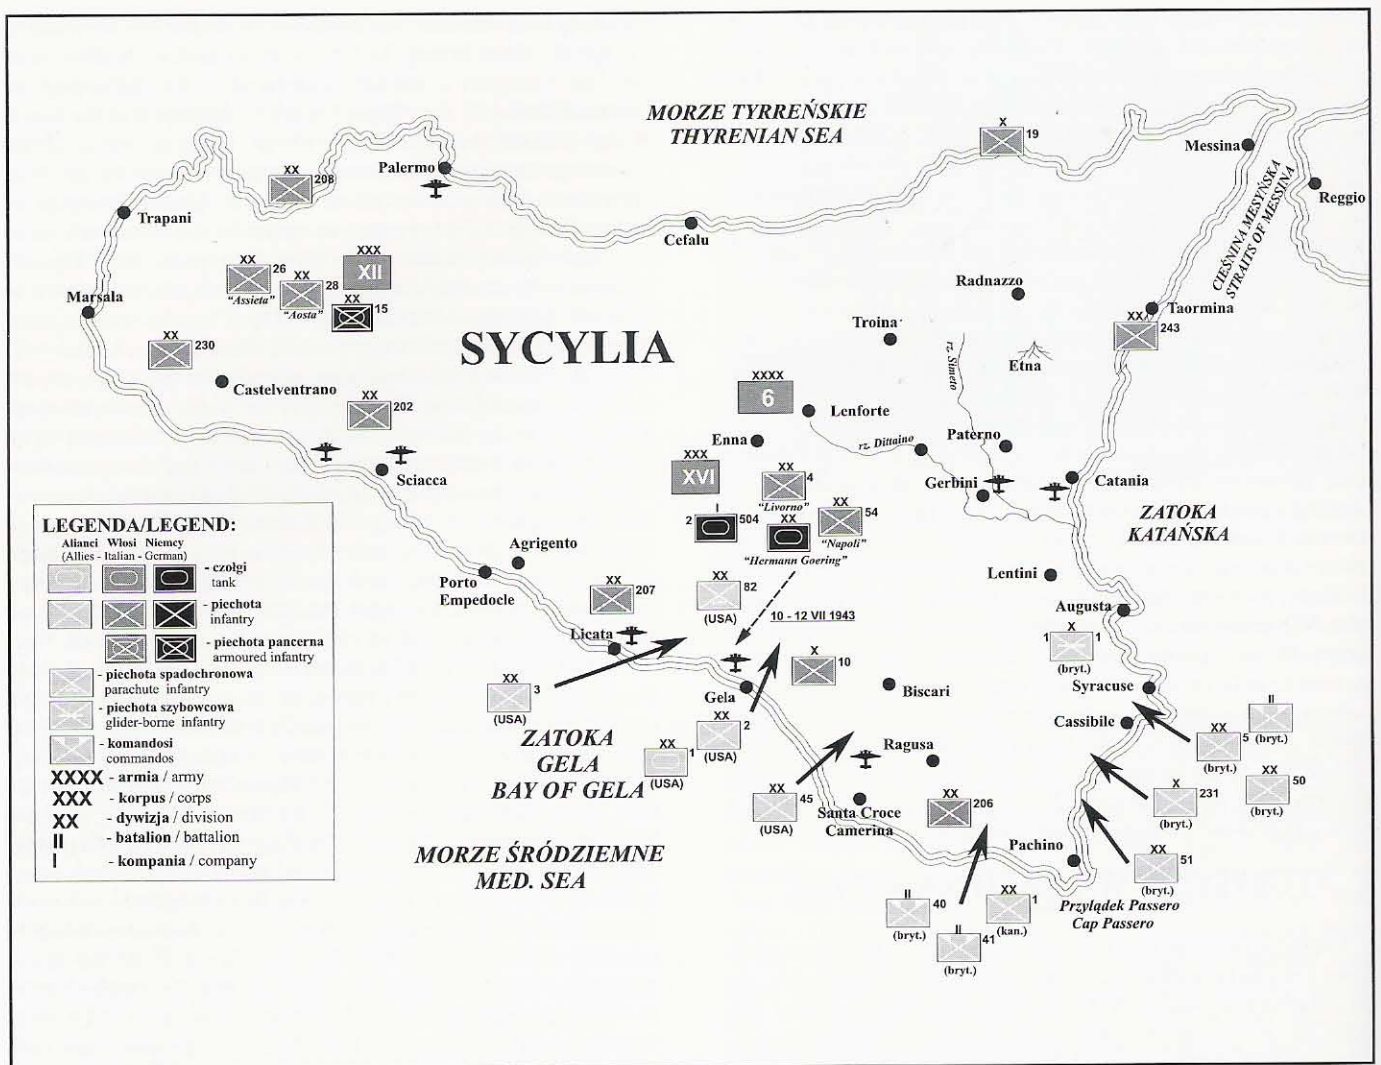 MORZE TYRREŃSKIE
THYRENIAN SEA
X
19
Messina
CIEŚNINA MESYŃSKA
STRAITS OF MESSINA
Reggio
XX
208
Palermo
Trapani
Cefalu
XX
26
"Assieta"
XX
28
"Aosta"
XXX
XII
XX
15
Marsala
XX
230
Castelventrano
XX
202
Sciacca
SYCYLIA
Radnazzo
Troina
rz. Simeto
Etna
Taormina
XX
243
XXXX
6
Lenforte
Enna
rz. Dittaino
Paterno
Gerbini
Catania
ZATOKA
KATAŃSKA
XXX
XVI
XX
4
"Livorno"
I
2
504
XX
"Hermann Goering"
XX
54
"Napoli"
Agrigento
Porto
Empedocle
XX
207
Licata
XX
82
(USA)
10 - 12 VII 1943
Lentini
Augusta
X
1
1
(bryt.)
XX
3
(USA)
Gela
X
10
Biscari
Syracuse
Cassibile
II
(bryt.)
XX
5
(bryt.)
XX
50
(bryt.)
X
231
(bryt.)
XX
51
(bryt.)
ZATOKA
GELA
BAY OF GELA
XX
2
(USA)
XX
1
(USA)
XX
45
(USA)
Ragusa
Santa Croce
Camerina
XX
206
Pachino
Przylądek Passero
Cap Passero
II
40
(bryt.)
II
41
(bryt.)
XX
1
(kan.)
MORZE ŚRÓDZIEMNE
MED. SEA
LEGENDA/LEGEND:
Alianci Włosi Niemcy
(Allies - Italian - German)
- czołgi
tank
- piechota
infantry
- piechota pancerna
armoured infantry
- piechota spadochronowa
parachute infantry
- piechota szybowcowa
glider-borne infantry
- komandosi
commandos
XXXX - armia / army
XXX - korpus / corps
XX - dywizja / division
II - batalion / battalion
I - kompania / company